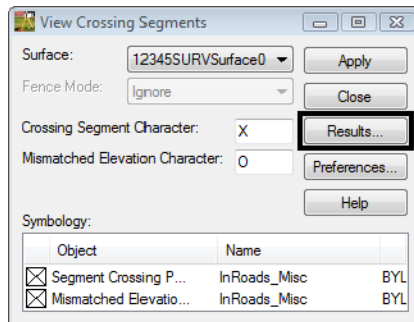 View Crossing Segments
Surface: 12345SURVSurface0 Apply
Fence Mode: Ignore Close
Crossing Segment Character: X Results...
Mismatched Elevation Character: O Preferences...
Help
Symbology:
Object Name
Segment Crossing P... InRoads_Misc BYL
Mismatched Elevatio... InRoads_Misc BYL